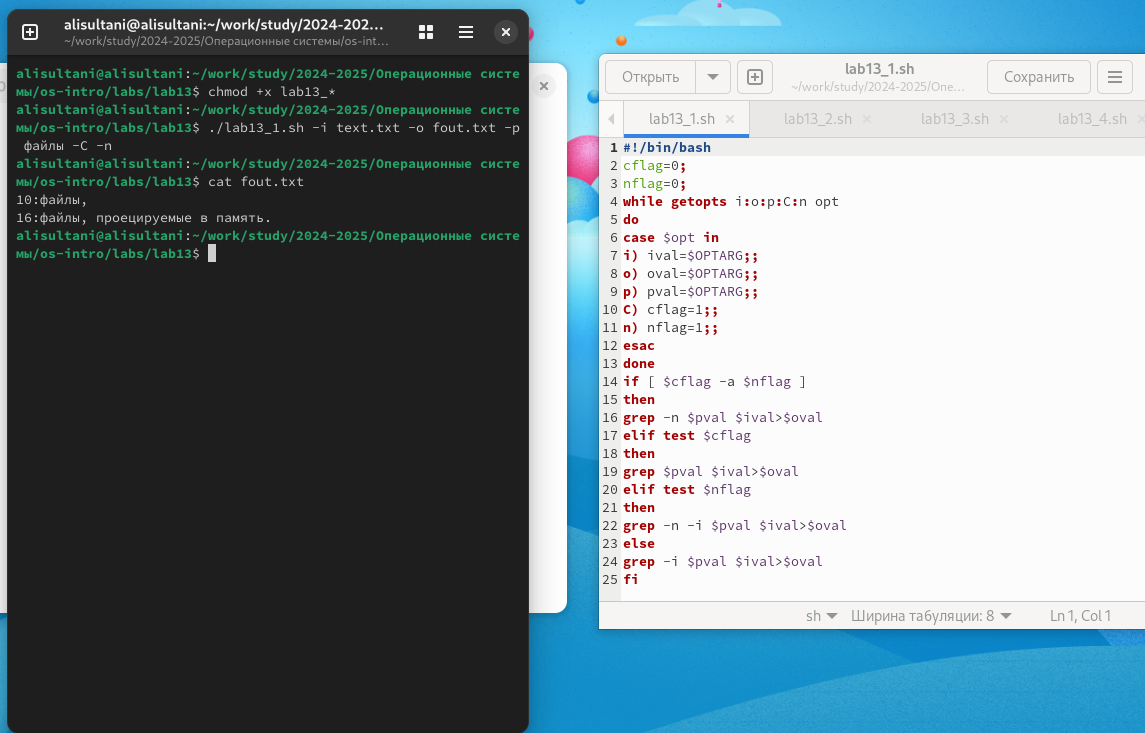 alisultani@alisultani:~/work/study/2024-202...
~/work/study/2024-2025/Операционные системы/os-int...
alisultani@alisultani:~/work/study/2024-2025/Операционные систе
мы/os-intro/labs/lab13$ chmod +x lab13_*
alisultani@alisultani:~/work/study/2024-2025/Операционные систе
мы/os-intro/labs/lab13$ ./lab13_1.sh -i text.txt -o fout.txt -p
файлы -C -n
alisultani@alisultani:~/work/study/2024-2025/Операционные систе
мы/os-intro/labs/lab13$ cat fout.txt
10:файлы,
16:файлы, проецируемые в память.
alisultani@alisultani:~/work/study/2024-2025/Операционные систе
мы/os-intro/labs/lab13$
Открыть
lab13_1.sh
~/work/study/2024-2025/Опе...
Сохранить
lab13_1.sh
lab13_2.sh
lab13_3.sh
lab13_4.sh
1 #!/bin/bash
2 cflag=0;
3 nflag=0;
4 while getopts i:o:p:C:n opt
5 do
6 case $opt in
7 i) ival=$OPTARG;;
8 o) oval=$OPTARG;;
9 p) pval=$OPTARG;;
10 C) cflag=1;;
11 n) nflag=1;;
12 esac
13 done
14 if [ $cflag -a $nflag ]
15 then
16 grep -n $pval $ival>$oval
17 elif test $cflag
18 then
19 grep $pval $ival>$oval
20 elif test $nflag
21 then
22 grep -n -i $pval $ival>$oval
23 else
24 grep -i $pval $ival>$oval
25 fi
sh
Ширина табуляции: 8
Ln 1, Col 1